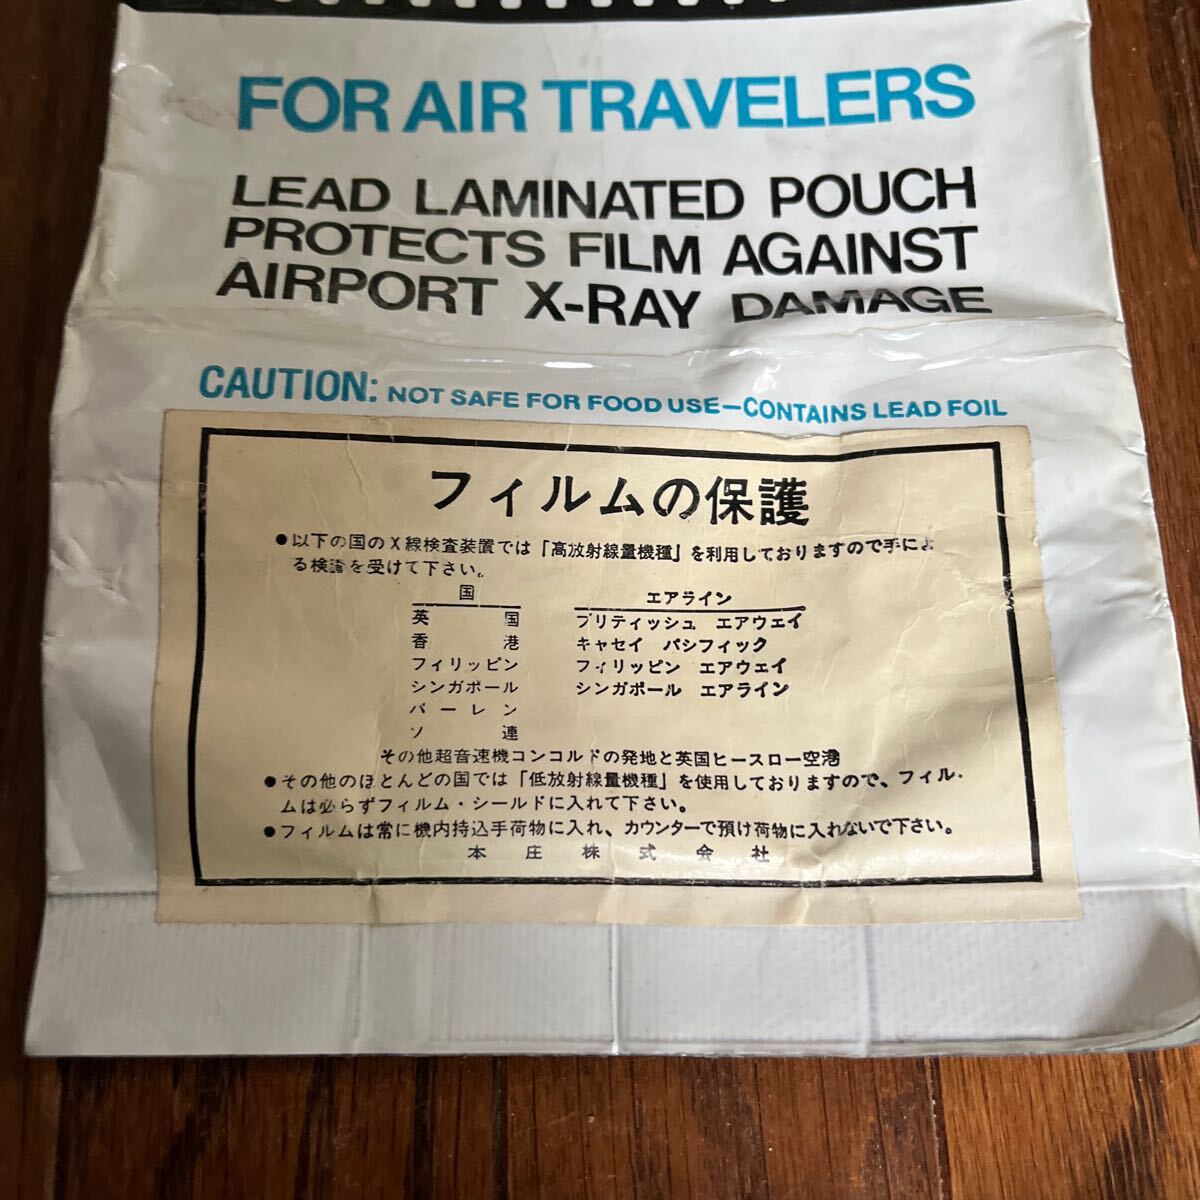 FOR AIR TRAVELERS
LEAD LAMINATED POUCH
PROTECTS FILM AGAINST
AIRPORT X-RAY DAMAGE
CAUTION: NOT SAFE FOR FOOD USE—CONTAINS LEAD FOIL
フィルムの保護
●以下の国のX線検査装置では「高放射線量機種」を利用しておりますので手によ
る検査を受けて下さい。
国 エアライン
英国 ブリティッシュ エアウェイ
香港 キャセイ パシフィック
フィリッピン フィリッピン エアウェイ
シンガポール シンガポール エアライン
バーレン
ソ連
その他超音速機コンコルドの発地と英国ヒースロー空港
●その他のほとんどの国では「低放射線量機種」を使用しておりますので、フィル
ムは必らずフィルム・シールドに入れて下さい。
●フィルムは常に機内持込手荷物に入れ、カウンターで預け荷物に入れないで下さい。
本庄株式会社